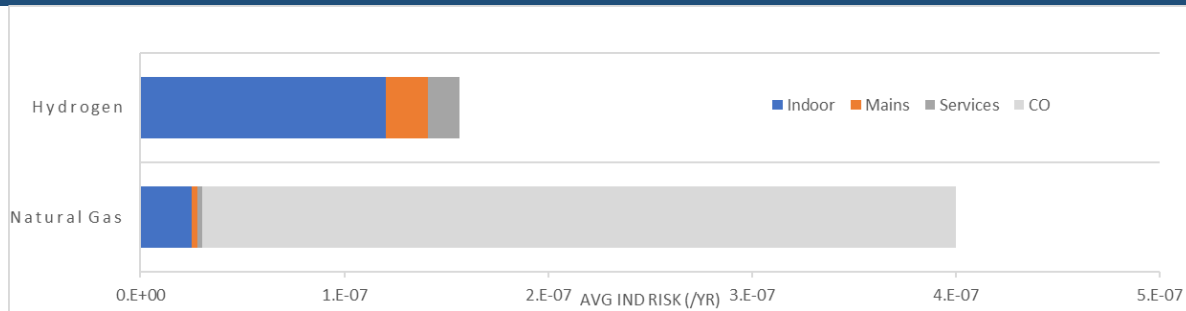 Hydrogen
Indoor Mains Services CO
Natural Gas
0.E+00 1.E-07 2.E-07 3.E-07 4.E-07 5.E-07
AVG IND RISK (/YR)